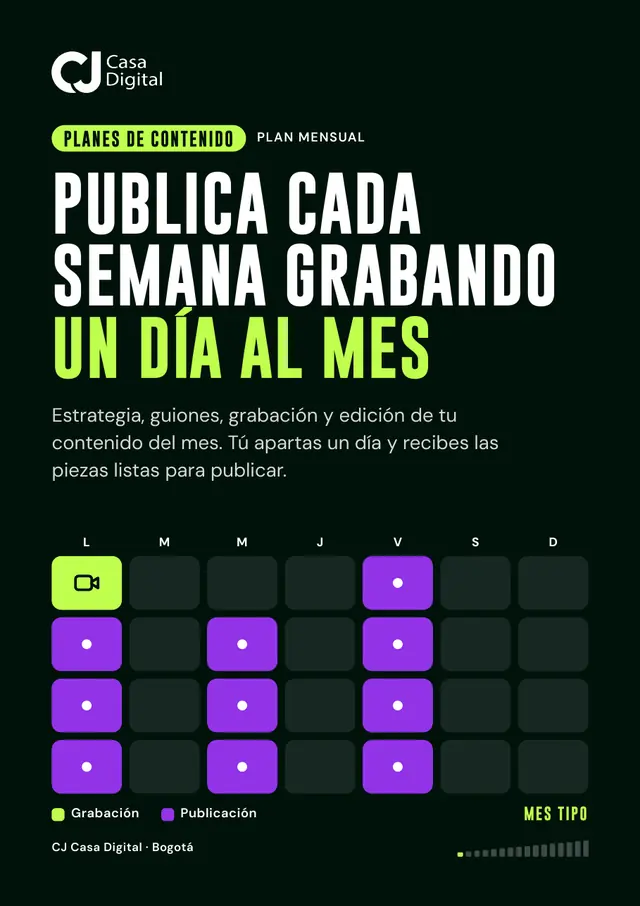 CJ Casa
Digital
PLANES DE CONTENIDO PLAN MENSUAL
PUBLICA CADA
SEMANA GRABANDO
UN DÍA AL MES
Estrategia, guiones, grabación y edición de tu
contenido del mes. Tú apartas un día y recibes las
piezas listas para publicar.
L M M J V S D
Grabación Publicación MES TIPO
CJ Casa Digital · Bogotá